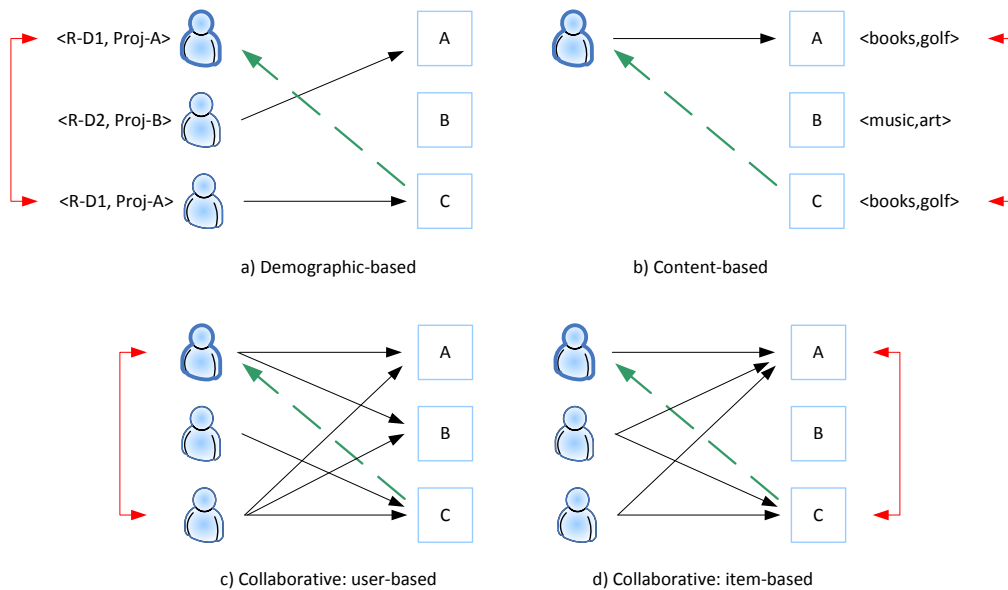 <R-D1, Proj-A>
A
<R-D2, Proj-B>
B
<R-D1, Proj-A>
C
a) Demographic-based
A
<books,golf>
B
<music,art>
C
<books,golf>
b) Content-based
A
B
C
c) Collaborative: user-based
A
B
C
d) Collaborative: item-based